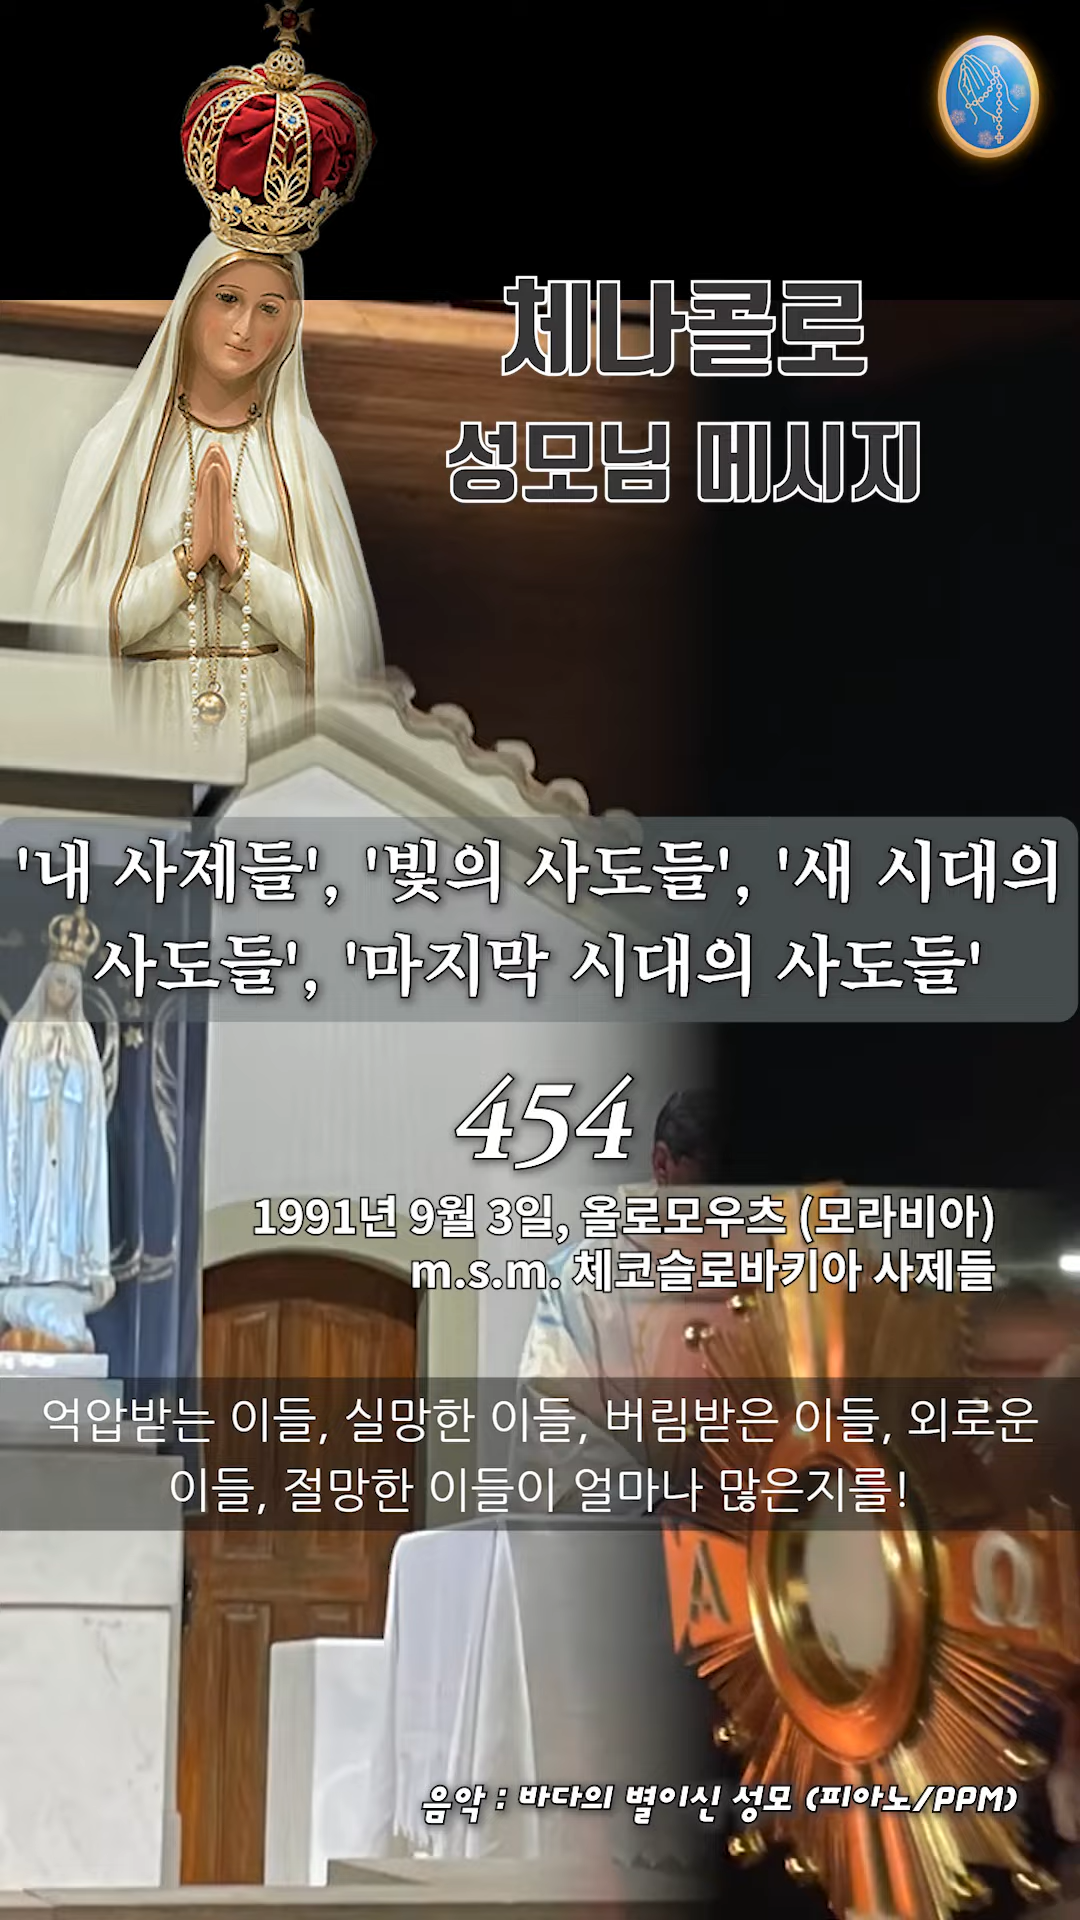 체나콜로
성모님 메시지
'내 사제들', '빛의 사도들', '새 시대의
사도들', '마지막 시대의 사도들'
454
1991년 9월 3일, 올로모우츠 (모라비아)
m.s.m. 체코슬로바키아 사제들
억압받는 이들, 실망한 이들, 버림받은 이들, 외로운
이들, 절망한 이들이 얼마나 많은지를!
A Ω
음악 : 바다의 별이신 성모 (피아노/PPM)